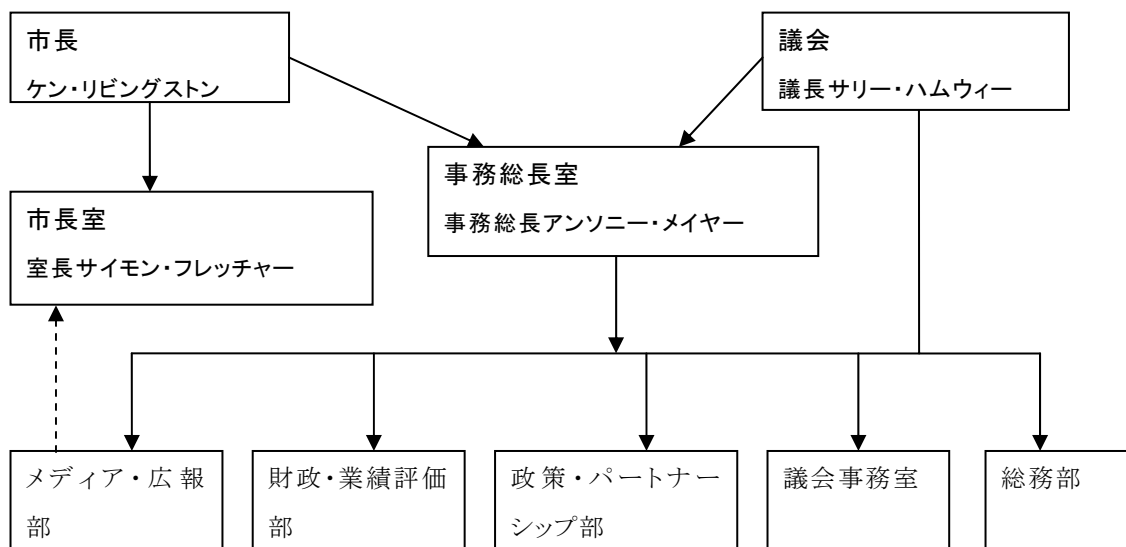 市長
ケン・リビングストン
議会
議長サリー・ハムウィー
事務総長室
事務総長アンソニー・メイヤー
市長室
室長サイモン・フレッチャー
メディア・広報
部
財政・業績評価
部
政策・パートナー
シップ部
議会事務室
総務部